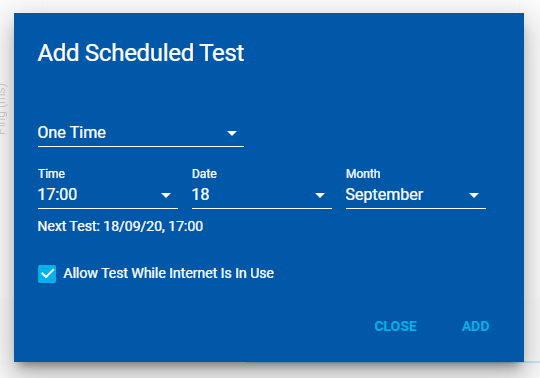 Add Scheduled Test
Ping (ms)
One Time
Time Date Month
17:00 18 September
Next Test: 18/09/20, 17:00
Allow Test While Internet Is In Use
CLOSE ADD